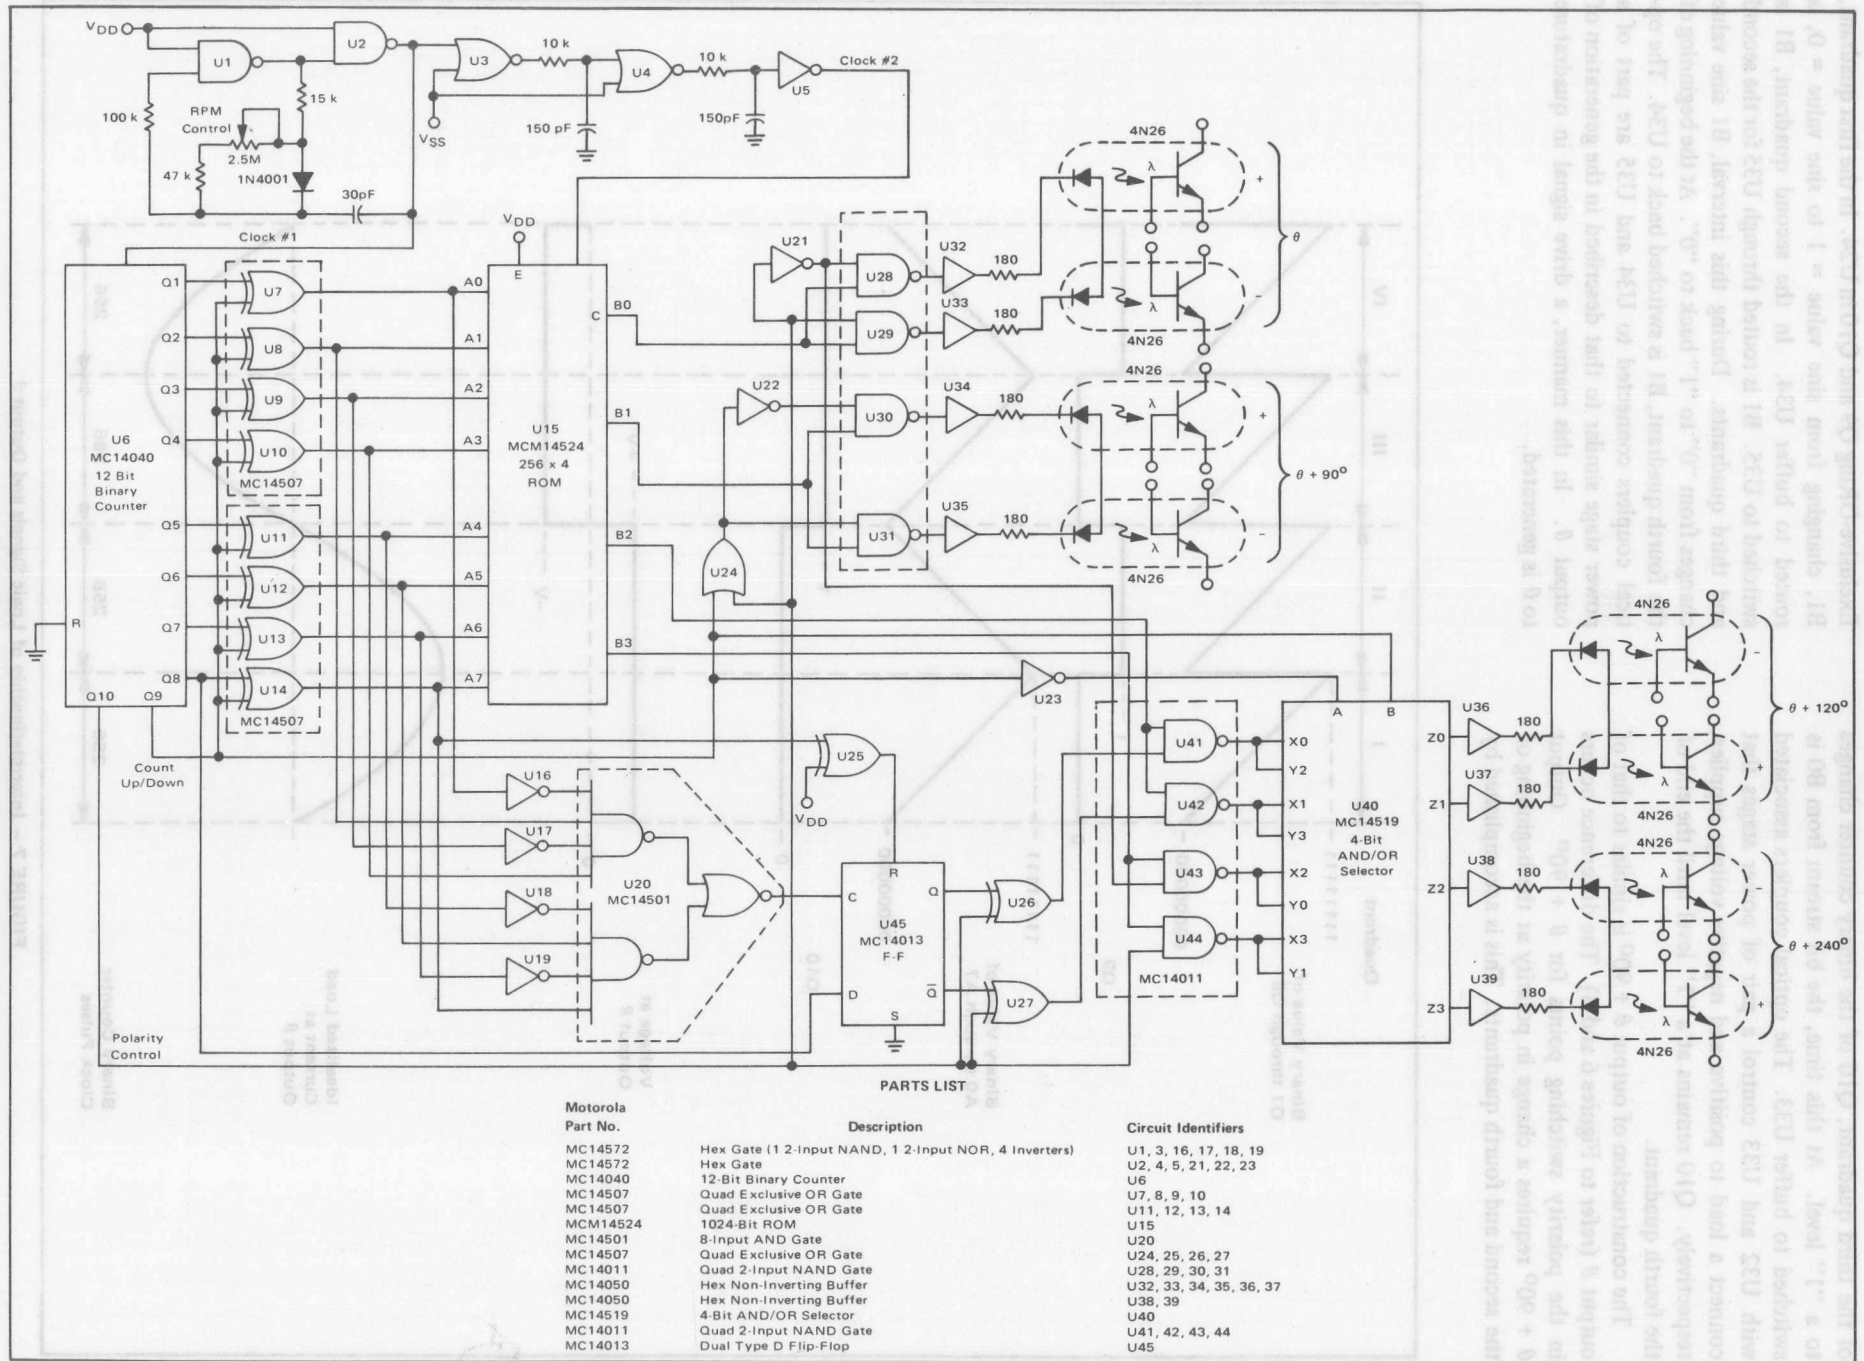 VDD
U1
U2
U3
10 k
U4
10 k
U5
Clock #2
100 k
15 k
RPM
Control
2.5M
47 k
1N4001
30pF
VSS
150 pF
150pF
Clock #1
VDD
E
C
U6
MC14040
12 Bit
Binary
Counter
R
Q1
Q2
Q3
Q4
Q5
Q6
Q7
Q8
Q10 Q9
U7
U8
U9
U10
MC14507
U11
U12
U13
U14
MC14507
A0
A1
A2
A3
A4
A5
A6
A7
U15
MCM14524
256 x 4
ROM
B0
B1
B2
B3
U21
U22
U24
U23
U28
U29
U30
U31
U32
U33
U34
U35
180
180
180
180
4N26
λ
+
4N26
λ
−
θ
4N26
λ
+
4N26
λ
−
θ + 90°
Count
Up/Down
Polarity
Control
U16
U17
U18
U19
U20
MC14501
U25
VDD
R
C
Q
U45
MC14013
F-F
D
Q̅
S
U26
U27
U41
U42
U43
U44
MC14011
A B
X0
Y2
X1
Y3
X2
Y0
X3
Y1
U40
MC14519
4-Bit
AND/OR
Selector
Z0
Z1
Z2
Z3
U36
U37
U38
U39
180
180
180
180
4N26
λ
−
λ
+
4N26
θ + 120°
4N26
λ
−
λ
+
4N26
θ + 240°
PARTS LIST
Motorola
Part No. Description Circuit Identifiers
MC14572 Hex Gate (1 2-Input NAND, 1 2-Input NOR, 4 Inverters) U1, 3, 16, 17, 18, 19
MC14572 Hex Gate U2, 4, 5, 21, 22, 23
MC14040 12-Bit Binary Counter U6
MC14507 Quad Exclusive OR Gate U7, 8, 9, 10
MC14507 Quad Exclusive OR Gate U11, 12, 13, 14
MCM14524 1024-Bit ROM U15
MC14501 8-Input AND Gate U20
MC14507 Quad Exclusive OR Gate U24, 25, 26, 27
MC14011 Quad 2-Input NAND Gate U28, 29, 30, 31
MC14050 Hex Non-Inverting Buffer U32, 33, 34, 35, 36, 37
MC14050 Hex Non-Inverting Buffer U38, 39
MC14519 4-Bit AND/OR Selector U40
MC14011 Quad 2-Input NAND Gate U41, 42, 43, 44
MC14013 Dual Type D Flip-Flop U45